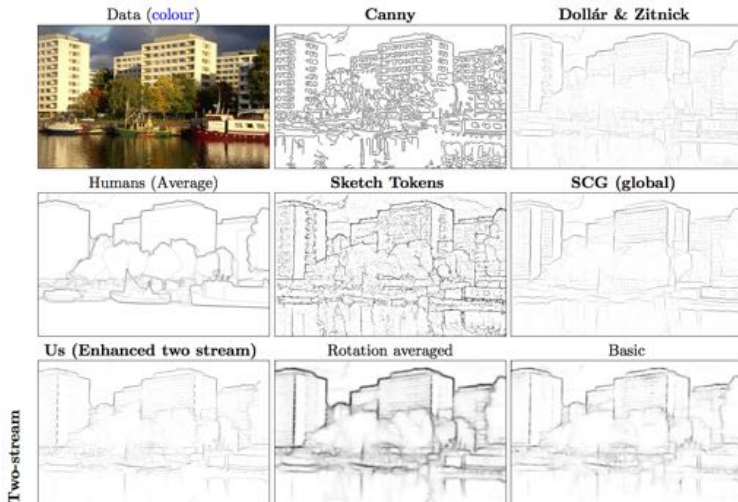 Data (colour)
Canny
Dollár & Zitnick
Humans (Average)
Sketch Tokens
SCG (global)
Us (Enhanced two stream)
Rotation averaged
Basic
Two-stream